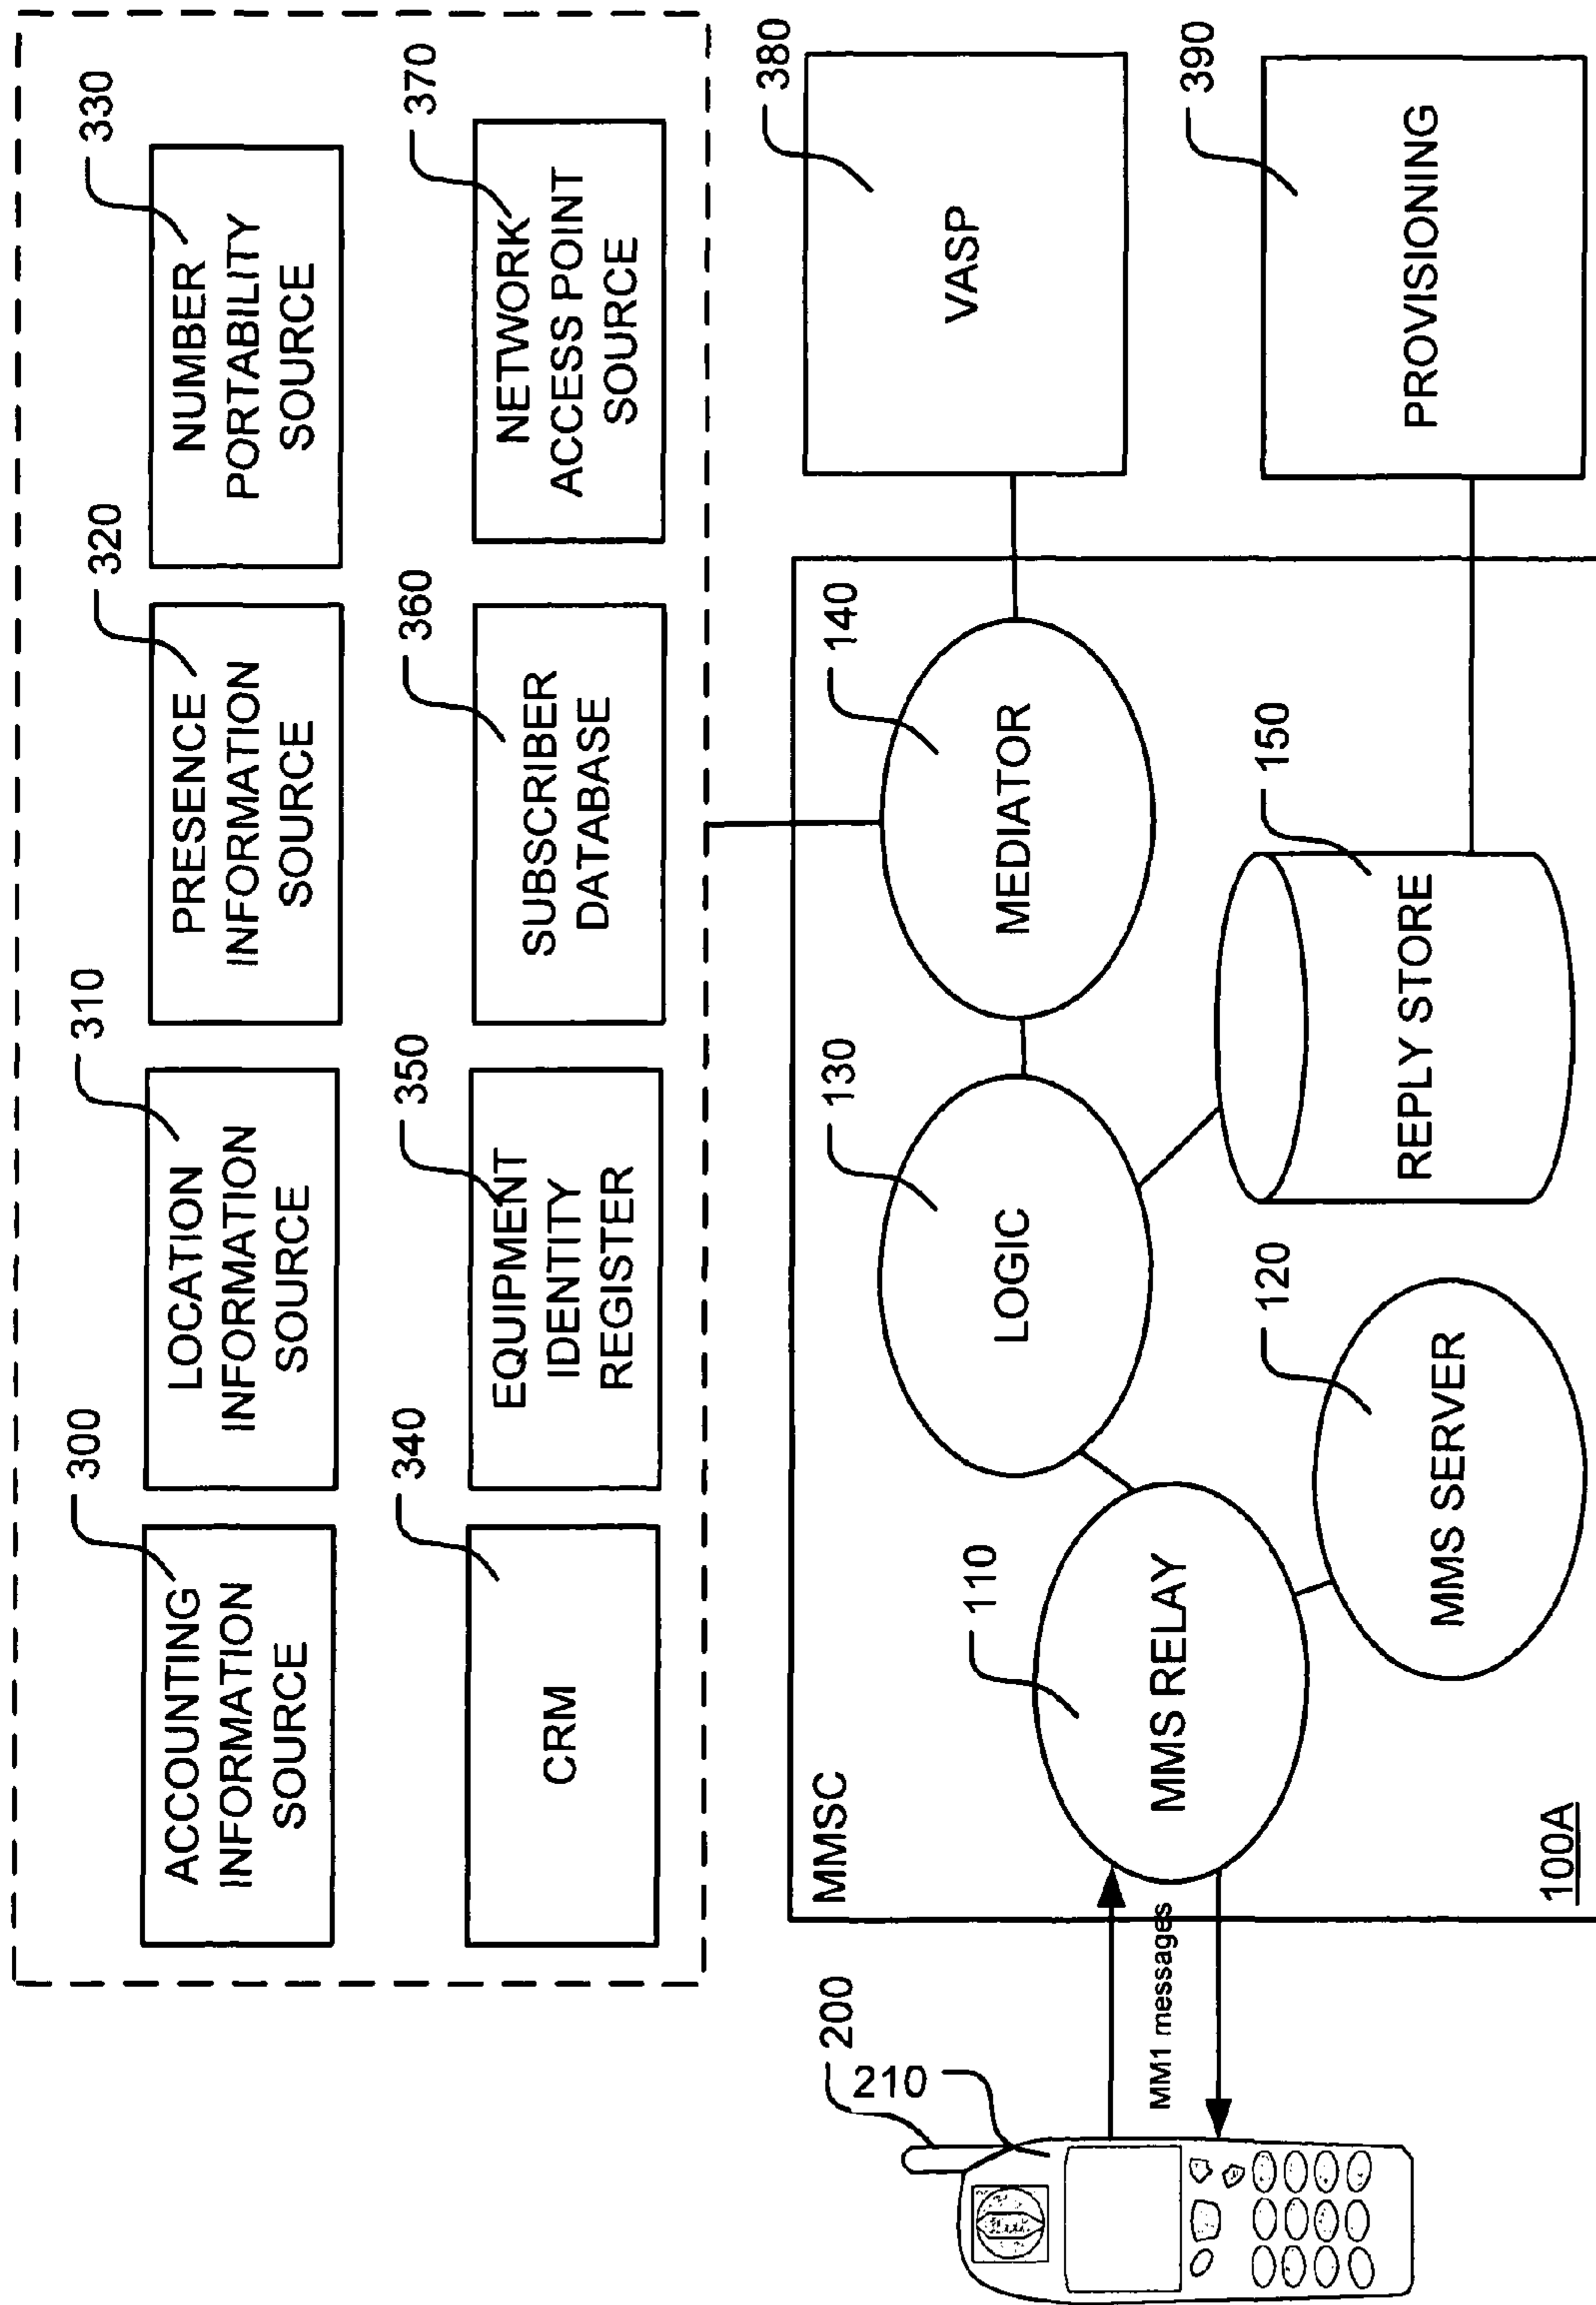 300
ACCOUNTING
INFORMATION
SOURCE
310
LOCATION
INFORMATION
SOURCE
320
PRESENCE
INFORMATION
SOURCE
330
NUMBER
PORTABILITY
SOURCE
340
CRM
350
EQUIPMENT
IDENTITY
REGISTER
360
SUBSCRIBER
DATABASE
370
NETWORK
ACCESS POINT
SOURCE
200
210
MM1 messages
MMSC
110
MMS RELAY
130
LOGIC
140
MEDIATOR
380
VASP
120
MMS SERVER
150
REPLY STORE
390
PROVISIONING
100A